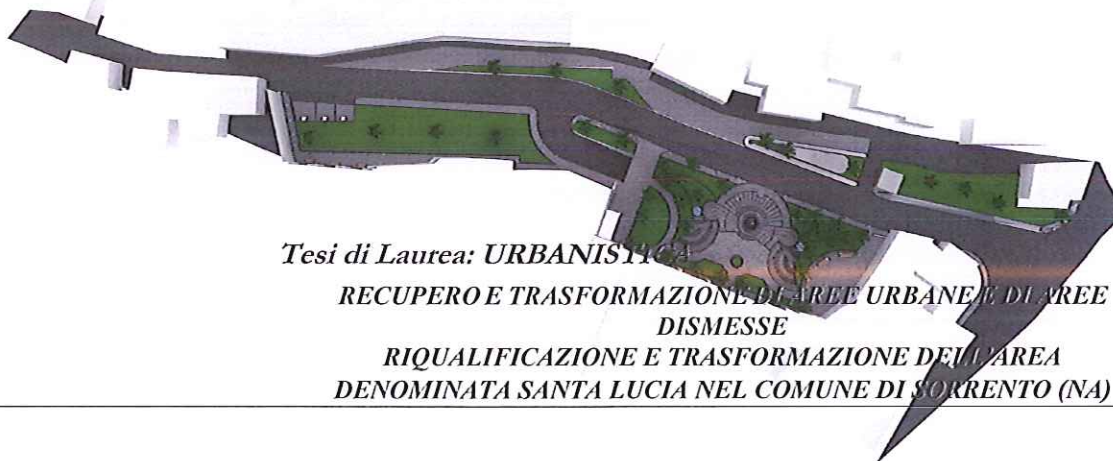 Tesi di Laurea: URBANISTICA
RECUPERO E TRASFORMAZIONE DI AREE URBANE E DI AREE
DISMESSE
RIQUALIFICAZIONE E TRASFORMAZIONE DELL'AREA
DENOMINATA SANTA LUCIA NEL COMUNE DI SORRENTO (NA)